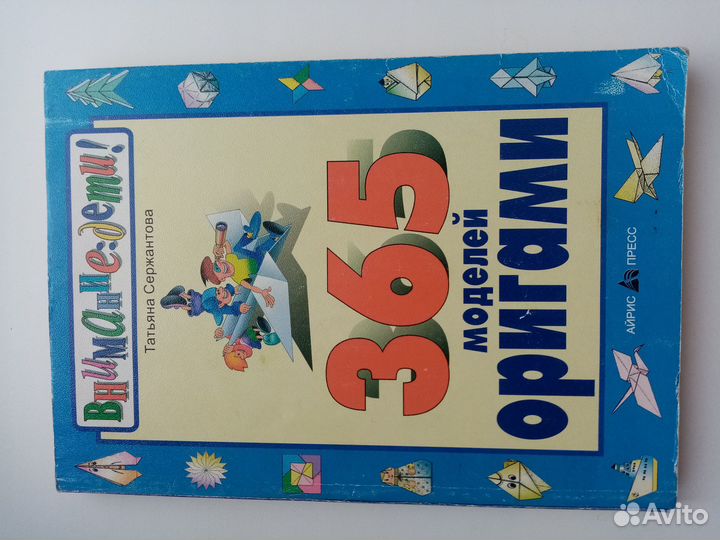 Внимание: дети!
Татьяна Сержантова
365
моделей
оригами
АЙРИС ПРЕСС
Avito